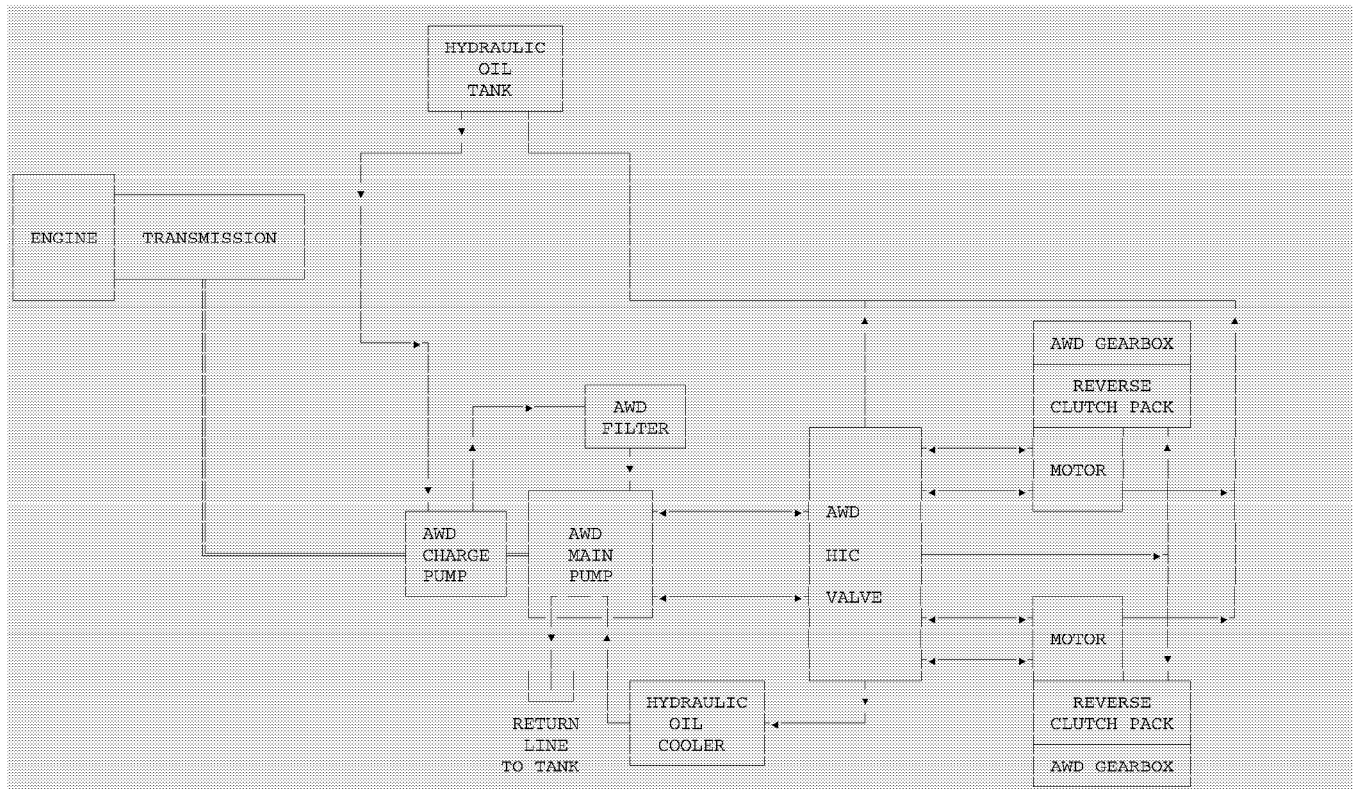 HYDRAULIC
OIL
TANK
ENGINE
TRANSMISSION
AWD GEARBOX
REVERSE
CLUTCH PACK
MOTOR
AWD
FILTER
AWD
CHARGE
PUMP
AWD
MAIN
PUMP
AWD
HIC
VALVE
MOTOR
REVERSE
CLUTCH PACK
AWD GEARBOX
HYDRAULIC
OIL
COOLER
RETURN
LINE
TO TANK